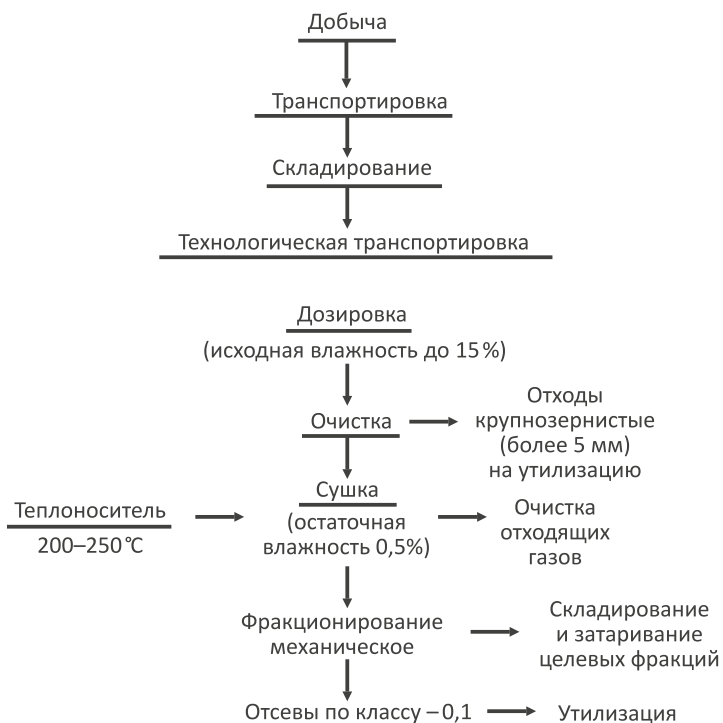 Добыча
Транспортировка
Складирование
Технологическая транспортировка
Дозировка
(исходная влажность до 15 %)
Очистка
Отходы
крупнозернистые
(более 5 мм)
на утилизацию
Теплоноситель
200–250 °С
Сушка
(остаточная
влажность 0,5%)
Очистка
отходящих
газов
Фракционирование
механическое
Складирование
и затаривание
целевых фракций
Отсевы по классу – 0,1
Утилизация